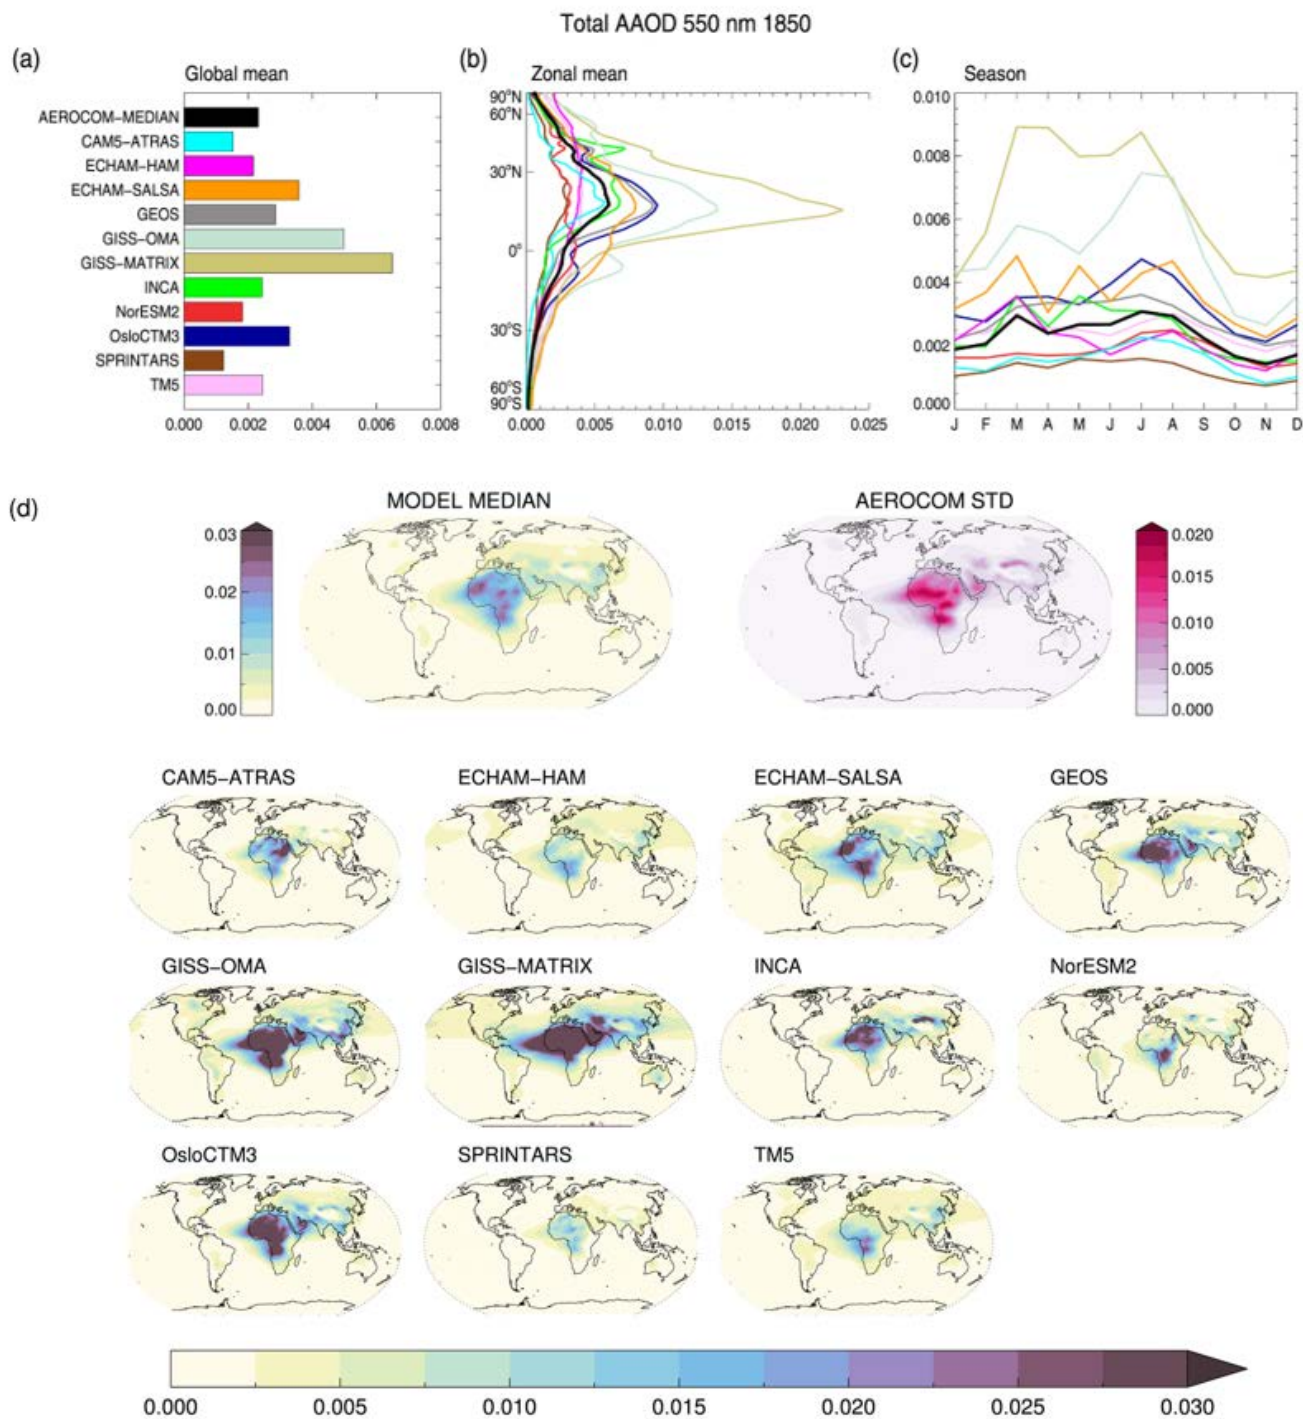 Total AAOD 550 nm 1850
(a)
Global mean
AEROCOM-MEDIAN
CAM5-ATRAS
ECHAM-HAM
ECHAM-SALSA
GEOS
GISS-OMA
GISS-MATRIX
INCA
NorESM2
OsloCTM3
SPRINTARS
TM5
0.000 0.002 0.004 0.006 0.008
(b)
Zonal mean
90°N
60°N
30°N
0°
30°S
60°S
90°S
0.000 0.005 0.010 0.015 0.020 0.025
(c)
Season
0.010
0.008
0.006
0.004
0.002
0.000
J F M A M J J A S O N D
(d)
MODEL MEDIAN
0.03
0.02
0.01
0.00
AEROCOM STD
0.020
0.015
0.010
0.005
0.000
CAM5-ATRAS ECHAM-HAM ECHAM-SALSA GEOS
GISS-OMA GISS-MATRIX INCA NorESM2
OsloCTM3 SPRINTARS TM5
0.000 0.005 0.010 0.015 0.020 0.025 0.030